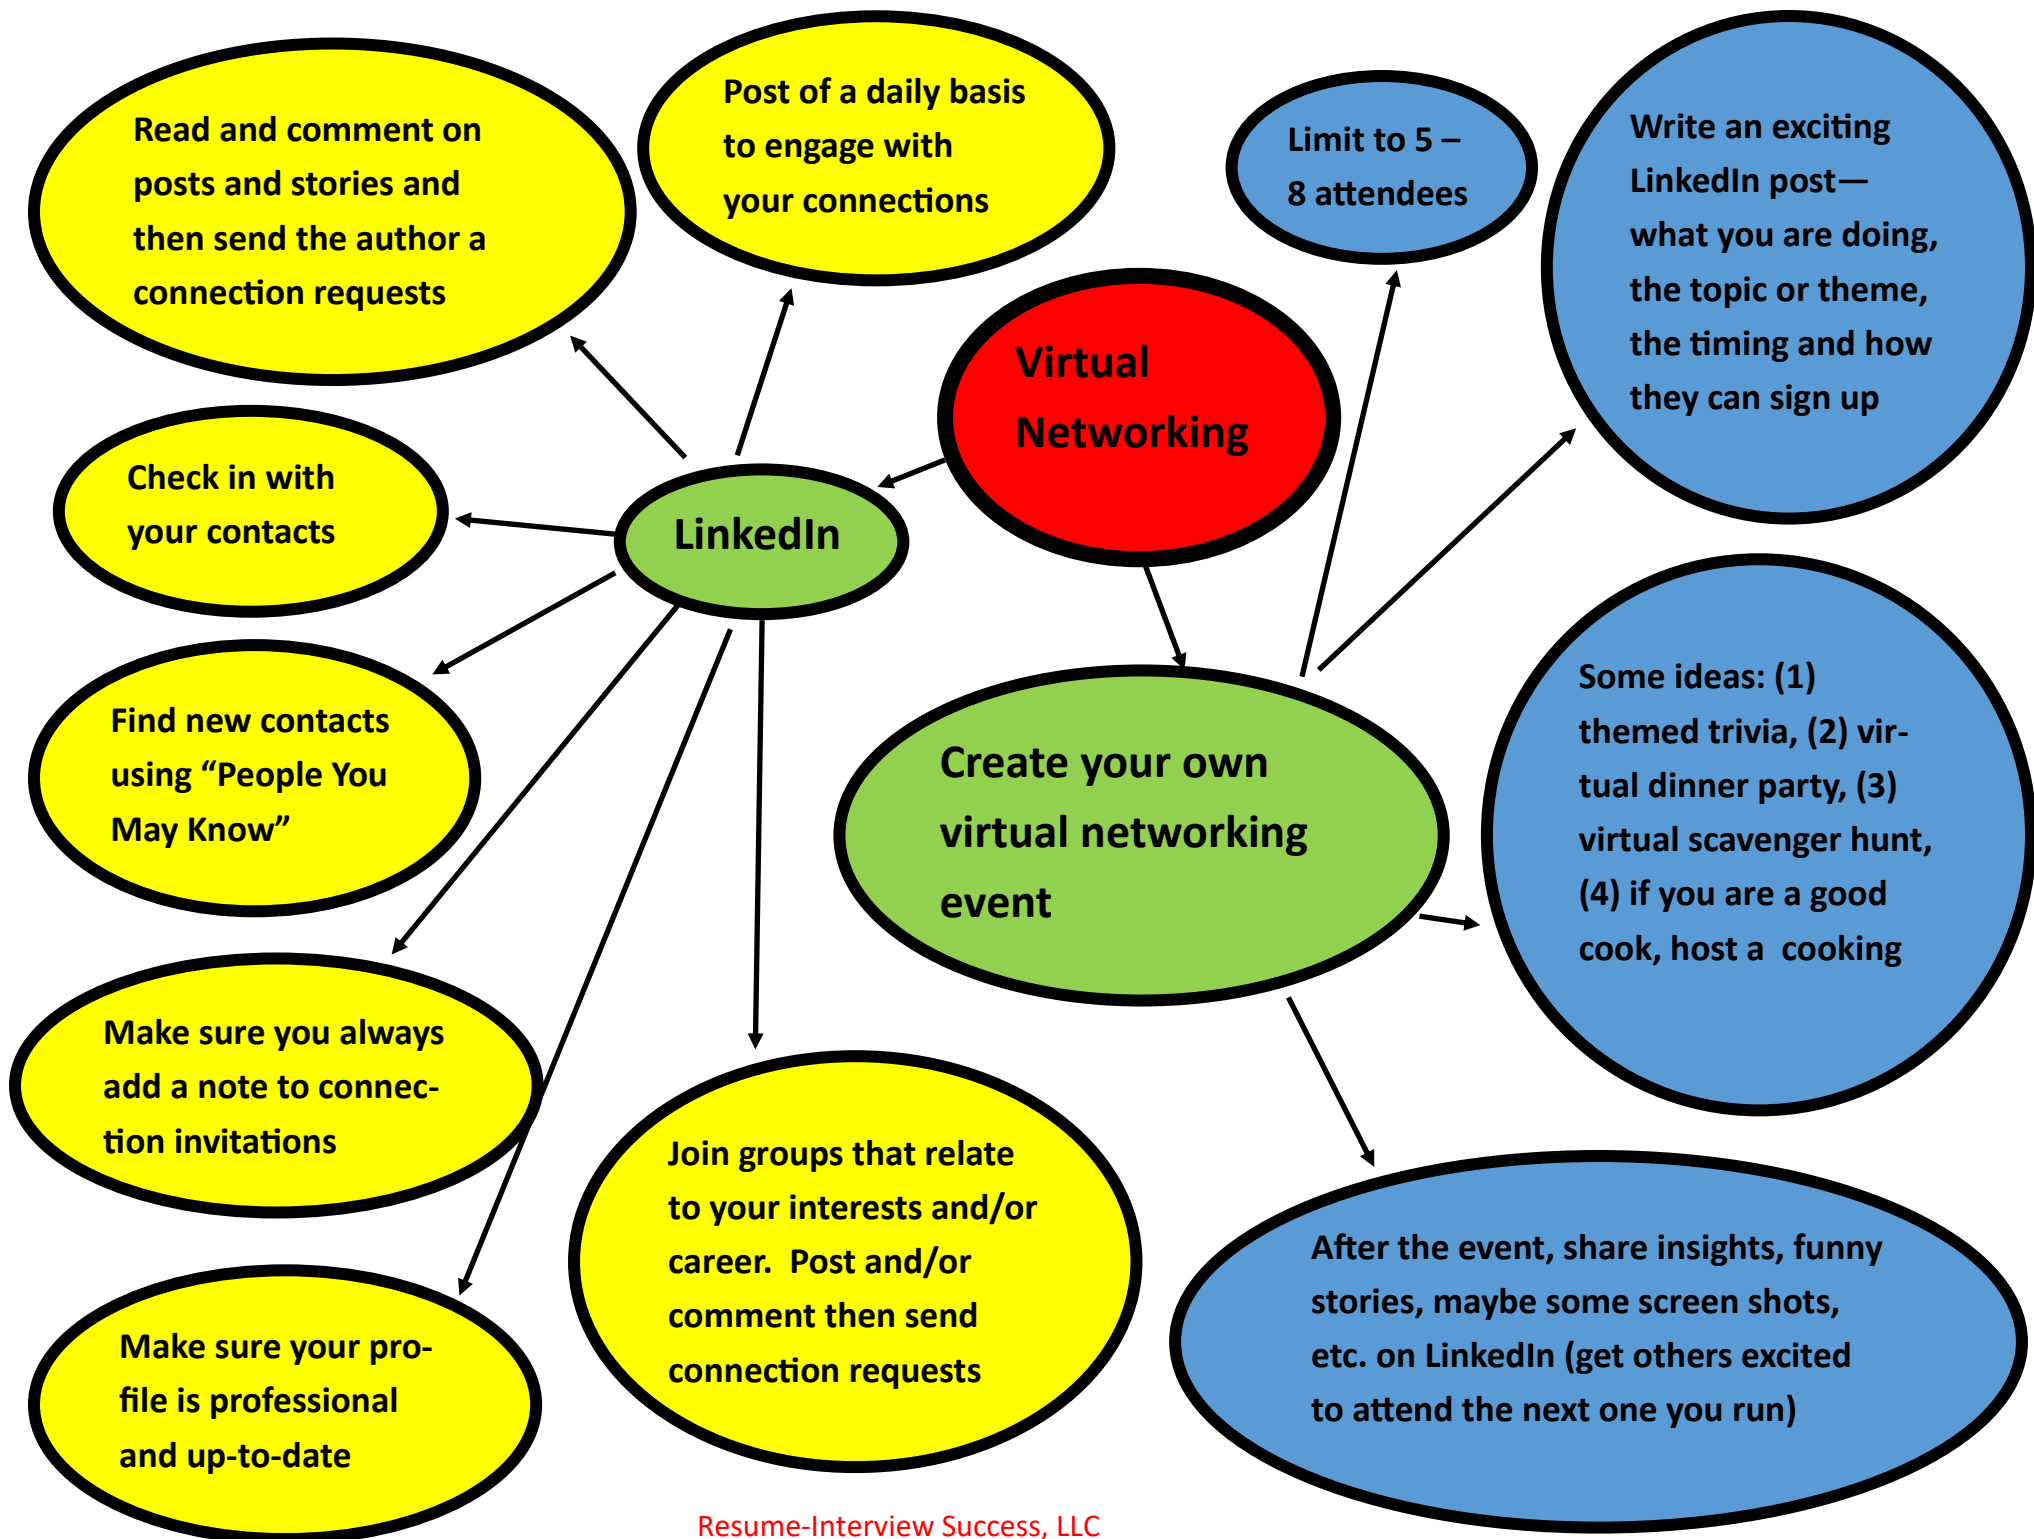 Read and comment on
posts and stories and
then send the author a
connection requests
Post of a daily basis
to engage with
your connections
Limit to 5 –
8 attendees
Write an exciting
LinkedIn post—
what you are doing,
the topic or theme,
the timing and how
they can sign up
Virtual
Networking
Check in with
your contacts
LinkedIn
Find new contacts
using “People You
May Know”
Create your own
virtual networking
event
Some ideas: (1)
themed trivia, (2) vir-
tual dinner party, (3)
virtual scavenger hunt,
(4) if you are a good
cook, host a  cooking
Make sure you always
add a note to connec-
tion invitations
Join groups that relate
to your interests and/or
career.  Post and/or
comment then send
connection requests
After the event, share insights, funny
stories, maybe some screen shots,
etc. on LinkedIn (get others excited
to attend the next one you run)
Make sure your pro-
file is professional
and up-to-date
Resume-Interview Success, LLC